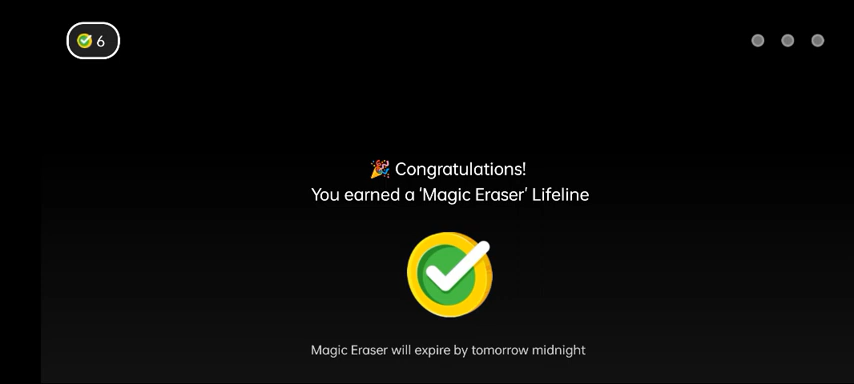 6
🎉 Congratulations!
You earned a 'Magic Eraser' Lifeline
Magic Eraser will expire by tomorrow midnight